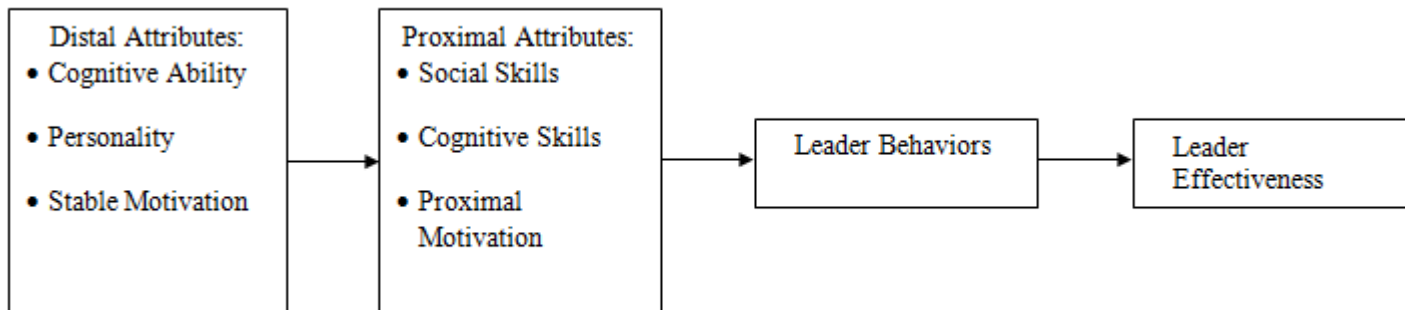 Distal Attributes:
• Cognitive Ability
• Personality
• Stable Motivation
Proximal Attributes:
• Social Skills
• Cognitive Skills
• Proximal
Motivation
Leader Behaviors
Leader
Effectiveness